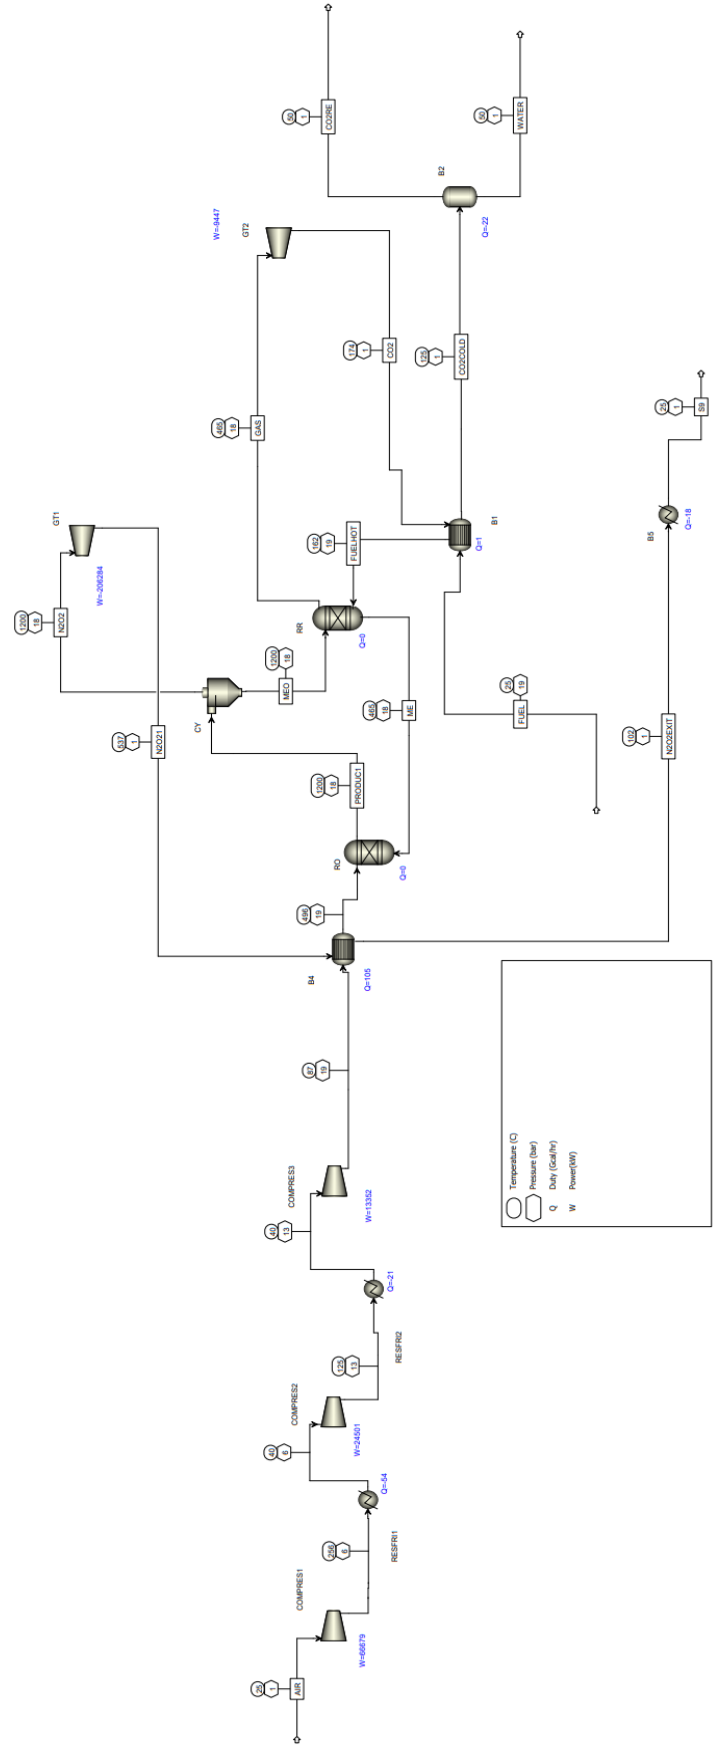 AIR
25
1
COMPRES1
W=66679
256
6
RESFRI1
Q=-54
40
6
COMPRES2
W=24501
125
13
RESFRI2
Q=-21
40
13
COMPRES3
W=13352
87
19
B4
Q=105
496
19
RO
Q=0
PRODUC1
1200
18
CY
MEO
1200
18
N2O2
1200
18
GT1
W=-206284
N2O21
537
1
RR
Q=0
ME
465
18
GAS
465
18
GT2
W=-9447
CO2
174
1
FUELHOT
162
19
B1
Q=1
FUEL
25
19
CO2COLD
125
1
B2
Q=-22
CO2RE
50
1
WATER
50
1
N2O2EXIT
102
1
B5
Q=-18
S9
25
1
Temperature (C)
Pressure (bar)
Q Duty (Gcal/hr)
W Power(kW)